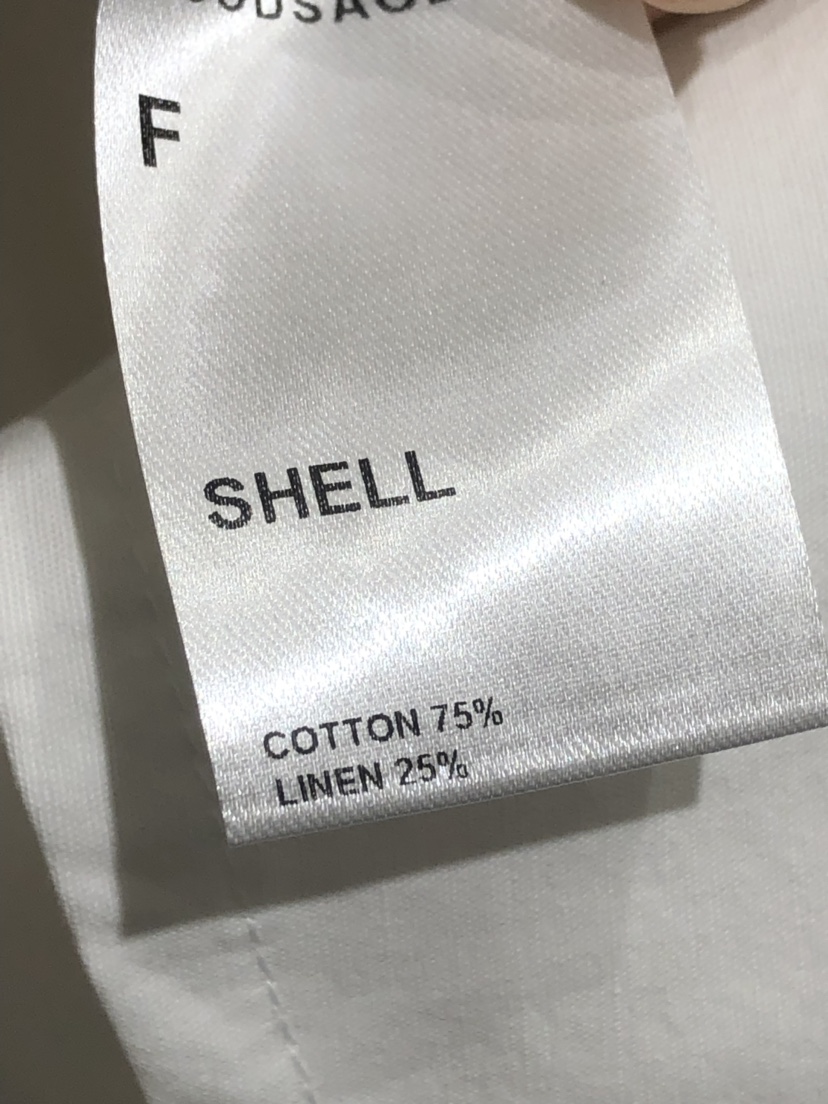 F
SHELL
COTTON 75%
LINEN 25%